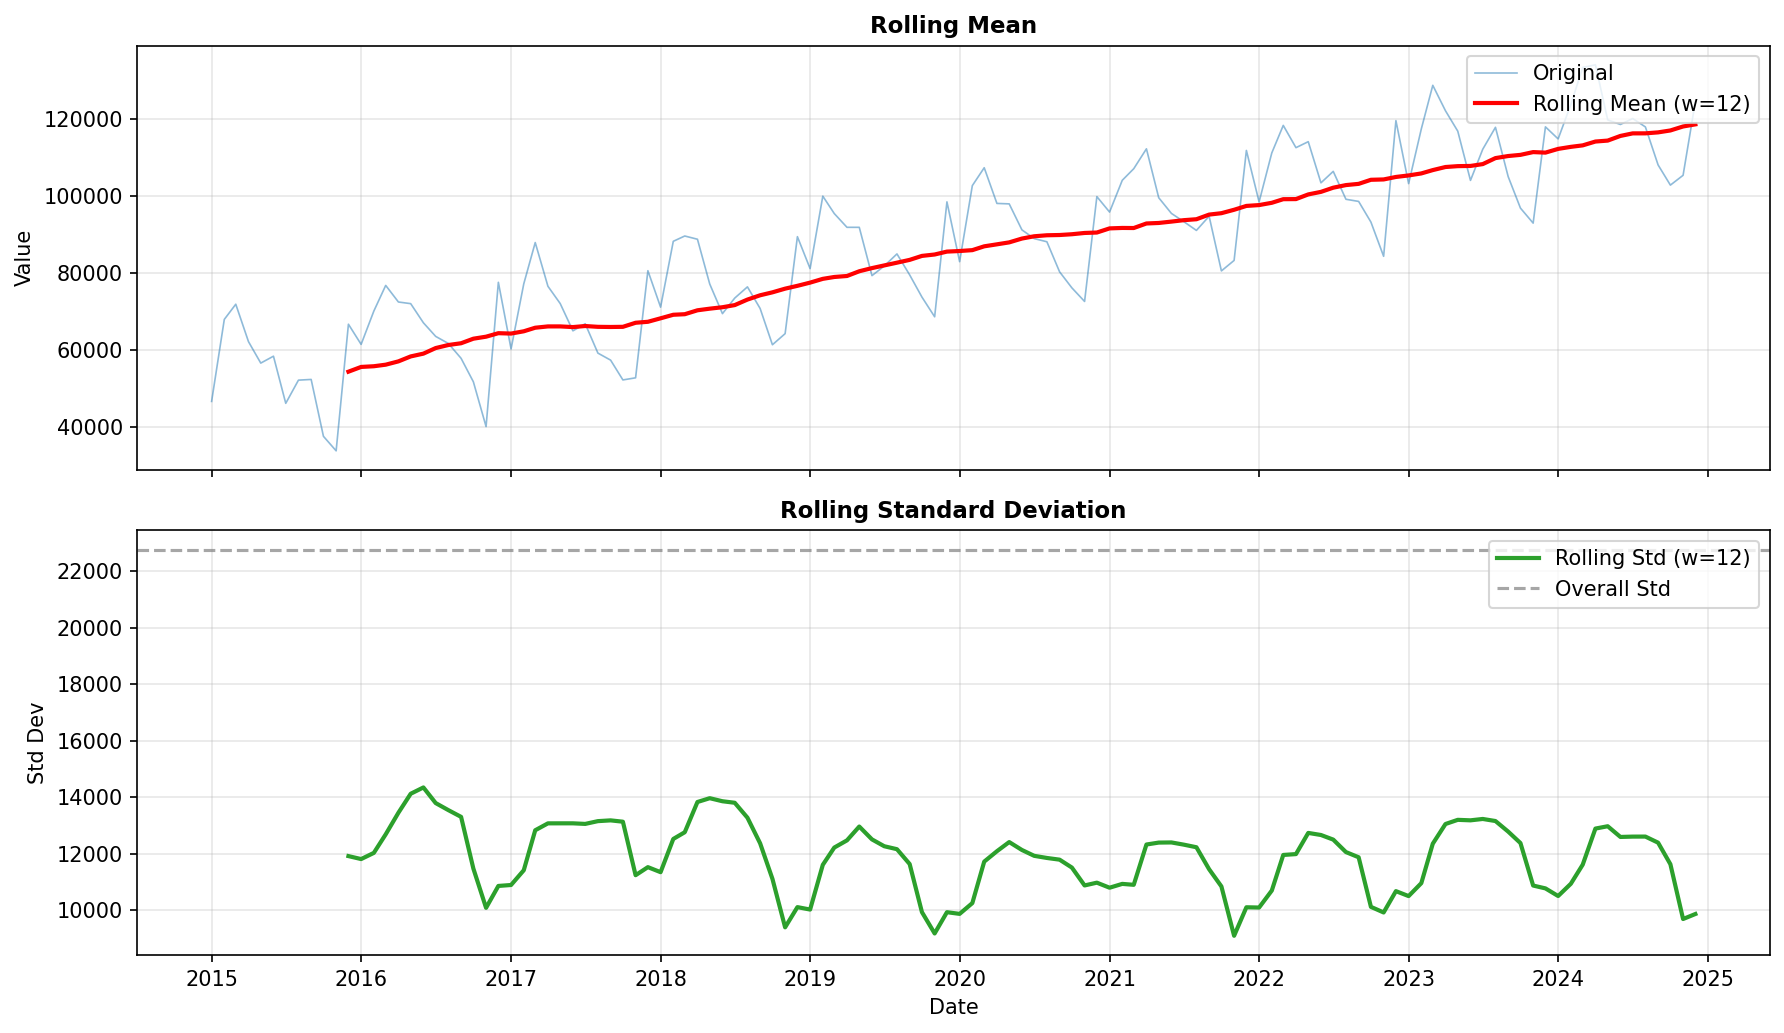 Rolling Mean
Original
Rolling Mean (w=12)
120000
100000
80000
60000
40000
Value
Rolling Standard Deviation
Rolling Std (w=12)
Overall Std
22000
20000
18000
16000
14000
12000
10000
Std Dev
2015 2016 2017 2018 2019 2020 2021 2022 2023 2024 2025
Date